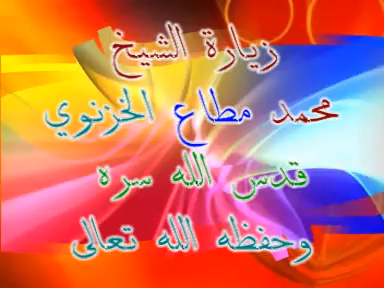 زيارة الشيخ
محمد مطاع الخزنوي
قدس الله سره
وحفظه الله تعالى